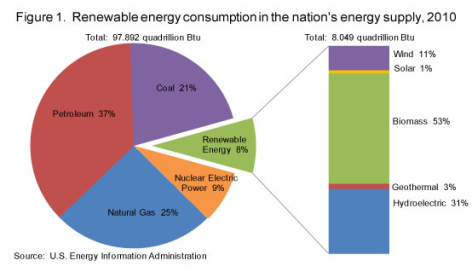 Figure 1.  Renewable energy consumption in the nation's energy supply, 2010
Total:  97.892 quadrillion Btu
Total:  8.049 quadrillion Btu
Coal  21%
Petroleum  37%
Renewable
Energy  8%
Nuclear Electric
Power  9%
Natural Gas  25%
Wind  11%
Solar  1%
Biomass  53%
Geothermal  3%
Hydroelectric  31%
Source:  U.S. Energy Information Administration